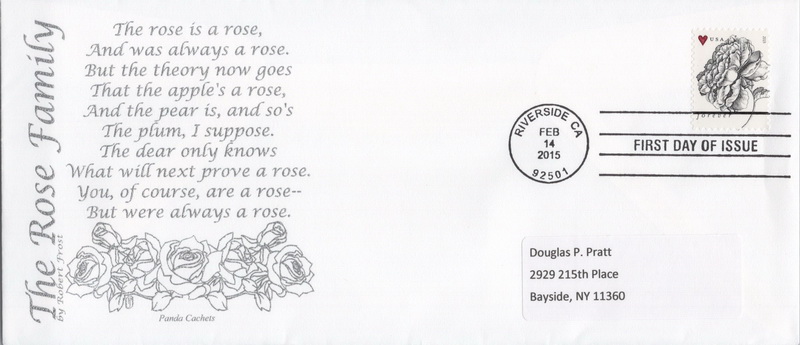 The Rose Family
by Robert Frost
The rose is a rose,
And was always a rose.
But the theory now goes
That the apple's a rose,
And the pear is, and so's
The plum, I suppose.
The dear only knows
What will next prove a rose.
You, of course, are a rose--
But were always a rose.
Panda Cachets
USA
forever
RIVERSIDE CA
FEB
14
2015
92501
FIRST DAY OF ISSUE
Douglas P. Pratt
2929 215th Place
Bayside, NY 11360